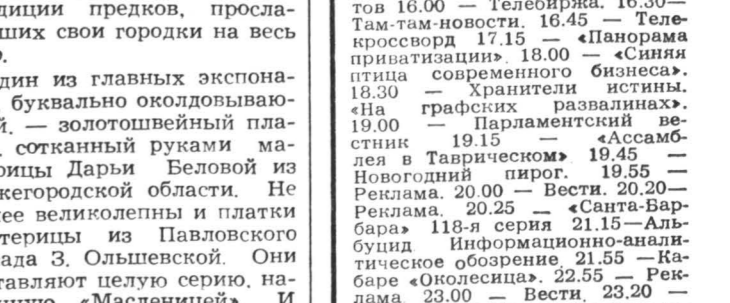 диции предков, просла-
ших свои городки на весь
дин из главных экспона-
буквально околдовываю-
й, — золотошвейный пла-
сотканный руками ма-
рицы Дарьи Беловой из
жегородской области. Не
ее великолепны и платки
терицы из Павловского
ада З. Ольшевской. Они
тавляют целую серию, на-
«Масленицей». И
тов 16.00 — Телебиржа. 16.30—
Там-там-новости. 16.45 — Теле-
кроссворд 17.15 — «Панорама
приватизации». 18.00 — «Синяя
птица современного бизнеса».
18.30 — Хранители истины.
«На графских развалинах».
19.00 — Парламентский ве-
стник 19.15 — «Ассамб-
лея в Таврическом» 19.45 —
Новогодний пирог. 19.55 —
Реклама. 20.00 — Вести. 20.20—
Реклама. 20.25 — «Санта-Бар-
бара» 118-я серия 21.15—Аль-
буцид Информационно-анали-
тическое обозрение. 21.55 —Ка-
баре «Околесица». 22.55 — Рек-
лама 23.00 — Вести. 23.20 —